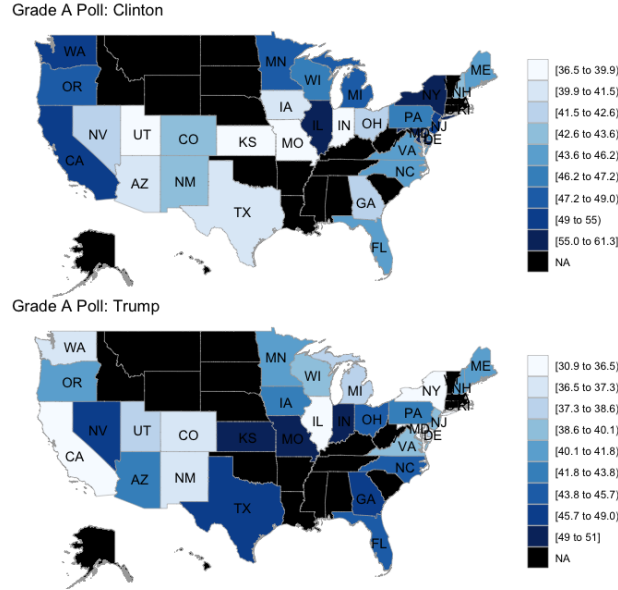 Grade A Poll: Clinton
WA
OR
CA
NV
UT
AZ
CO
NM
KS
TX
MN
IA
MO
WI
IL
IN
MI
OH
GA
FL
NC
VA
PA
NY
ME
NH
RI
NJ
MD
DE
[36.5 to 39.9)
[39.9 to 41.5)
[41.5 to 42.6)
[42.6 to 43.6)
[43.6 to 46.2)
[46.2 to 47.2)
[47.2 to 49.0)
[49 to 55)
[55.0 to 61.3]
NA
Grade A Poll: Trump
WA
OR
CA
NV
UT
AZ
CO
NM
KS
TX
MN
IA
MO
WI
IL
IN
MI
OH
GA
FL
NC
VA
PA
NY
ME
NH
RI
NJ
MD
DE
[30.9 to 36.5)
[36.5 to 37.3)
[37.3 to 38.6)
[38.6 to 40.1)
[40.1 to 41.8)
[41.8 to 43.8)
[43.8 to 45.7)
[45.7 to 49.0)
[49 to 51]
NA